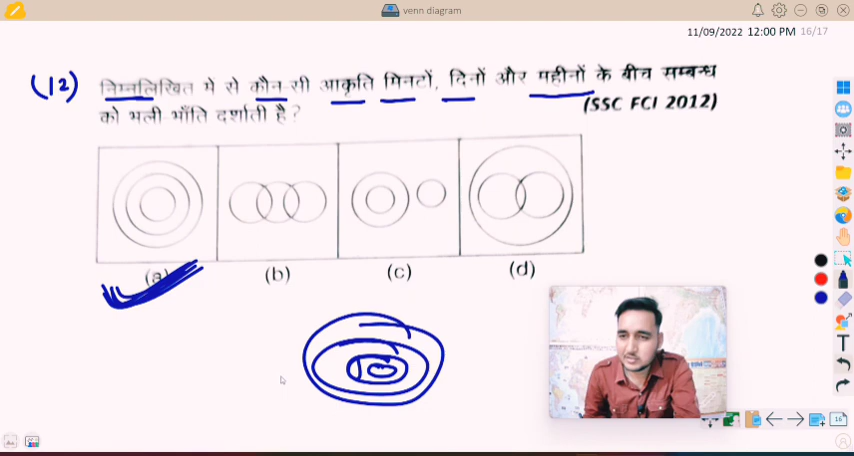 venn diagram
11/09/2022 12:00 PM 16/17
(12) निम्नलिखित में से कौन-सी आकृति मिनटों, दिनों और महीनों के बीच सम्बन्ध
को भली भाँति दर्शाती है ?
(SSC FCI 2012)
(a) (b) (c) (d)
T
16